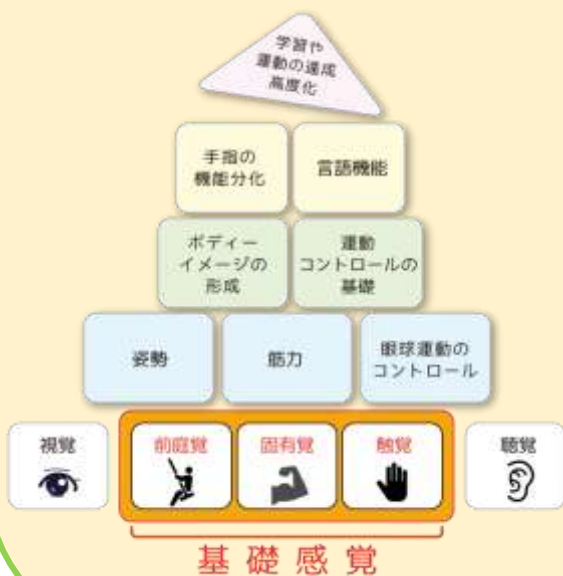 学習や
運動の達成
高度化
手指の
機能分化
言語機能
ボディー
イメージの
形成
運動
コントロールの
基礎
姿勢
筋力
眼球運動の
コントロール
視覚
前庭覚
固有覚
触覚
聴覚
基礎感覚